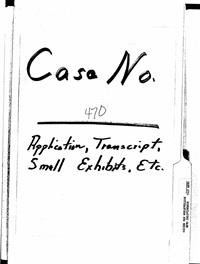 Case No.
470
Application, Transcript,
Small Exhibits, Etc.